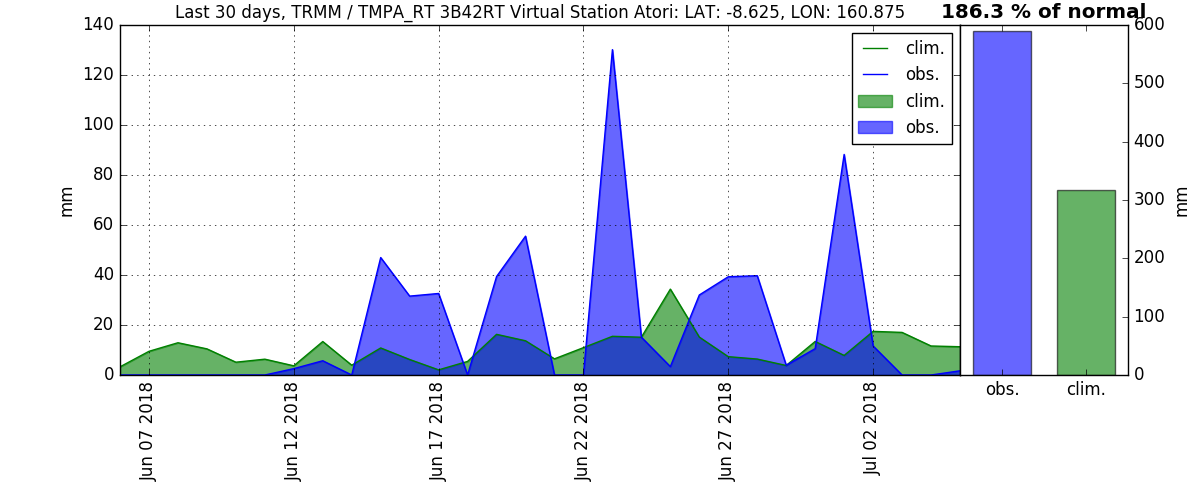 Last 30 days, TRMM / TMPA_RT 3B42RT Virtual Station Atori: LAT: -8.625, LON: 160.875
186.3 % of normal
140
120
100
80
60
40
20
0
mm
clim.
obs.
clim.
obs.
Jun 07 2018
Jun 12 2018
Jun 17 2018
Jun 22 2018
Jun 27 2018
Jul 02 2018
600
500
400
300
200
100
0
mm
obs.
clim.